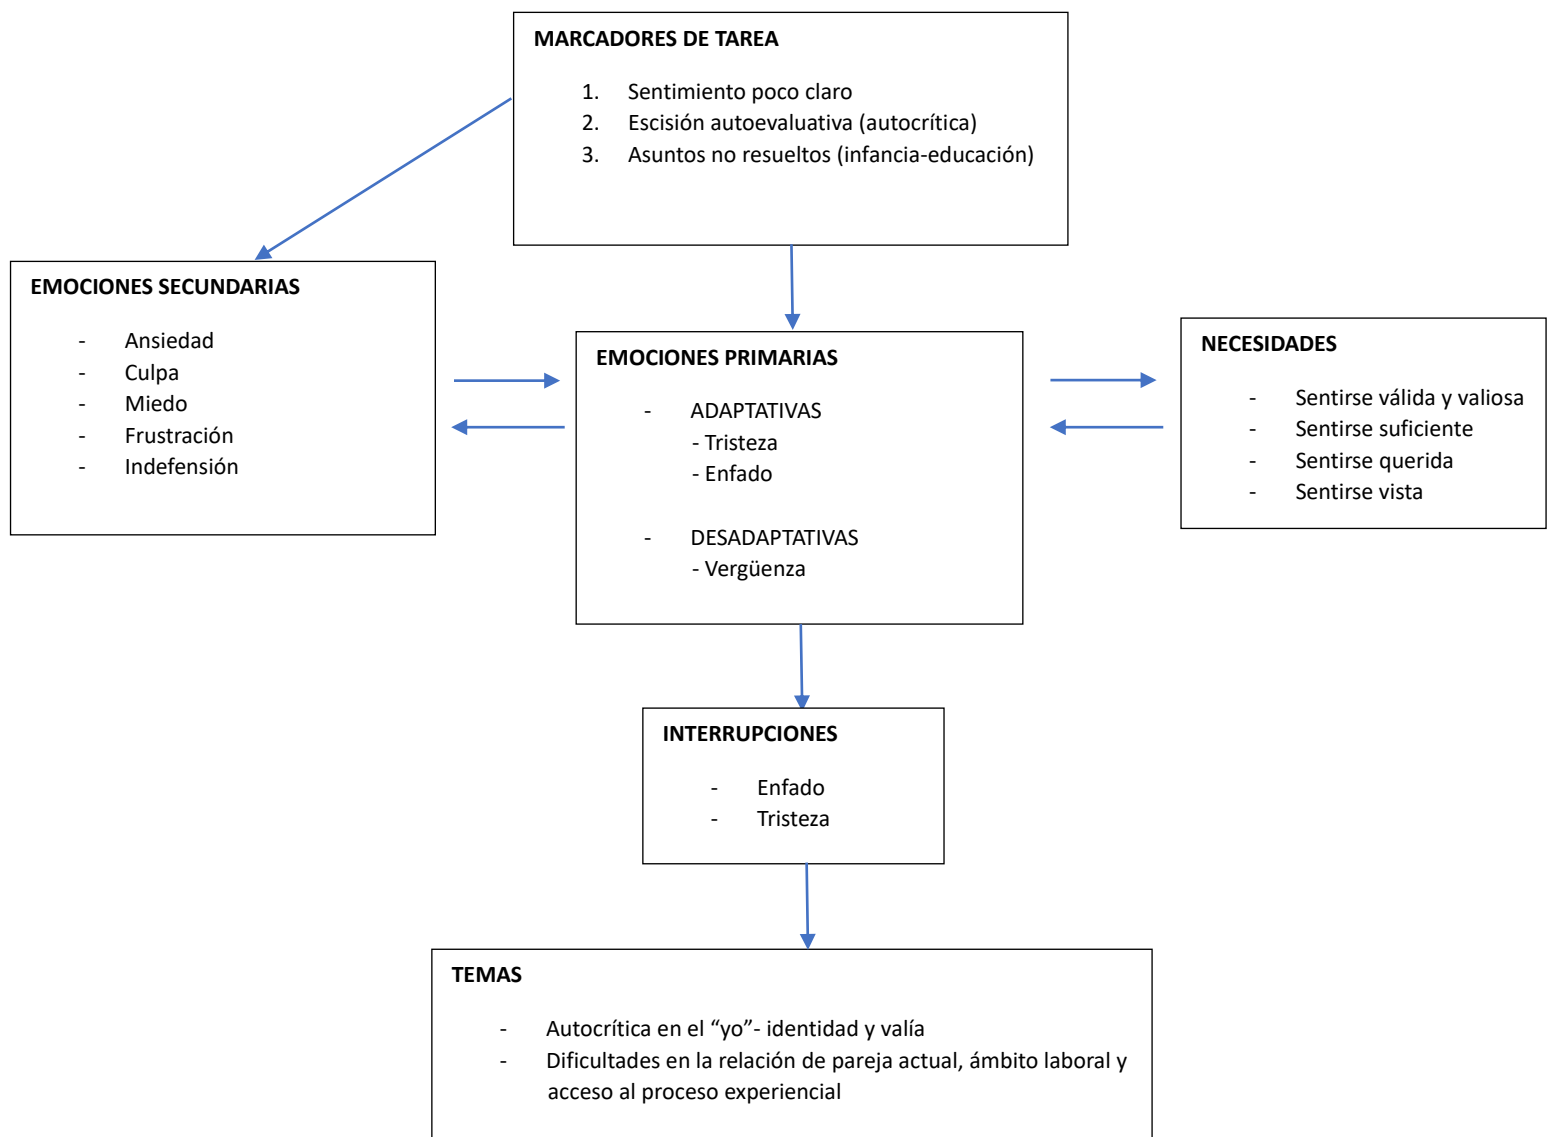 MARCADORES DE TAREA
1. Sentimiento poco claro
2. Escisión autoevaluativa (autocrítica)
3. Asuntos no resueltos (infancia-educación)
EMOCIONES SECUNDARIAS
- Ansiedad
- Culpa
- Miedo
- Frustración
- Indefensión
EMOCIONES PRIMARIAS
- ADAPTATIVAS
- Tristeza
- Enfado
- DESADAPTATIVAS
- Vergüenza
NECESIDADES
- Sentirse válida y valiosa
- Sentirse suficiente
- Sentirse querida
- Sentirse vista
INTERRUPCIONES
- Enfado
- Tristeza
TEMAS
- Autocrítica en el “yo”- identidad y valía
- Dificultades en la relación de pareja actual, ámbito laboral y
acceso al proceso experiencial